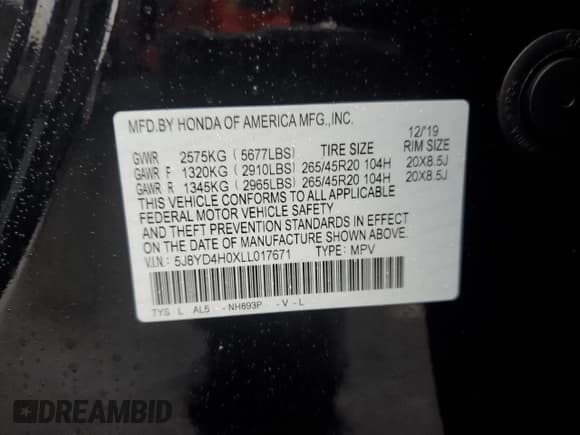 MFD.BY HONDA OF AMERICA MFG.,INC. 12/'19
GVWR 2575KG (5677LBS) TIRE SIZE RIM SIZE
GAWR F 1320KG (2910LBS) 265/45R20 104H 20X8.5J
GAWR R 1345KG (2965LBS) 265/45R20 104H 20X8.5J
THIS VEHICLE CONFORMS TO ALL APPLICABLE
FEDERAL MOTOR VEHICLE SAFETY
AND THEFT PREVENTION STANDARDS IN EFFECT
ON THE DATE OF MANUFACTURE SHOWN ABOVE.
V.I.N.: 5J8YD4H0XLL017671 TYPE: MPV
TYS L AL5 -NH893P -V-L
DREAMBID